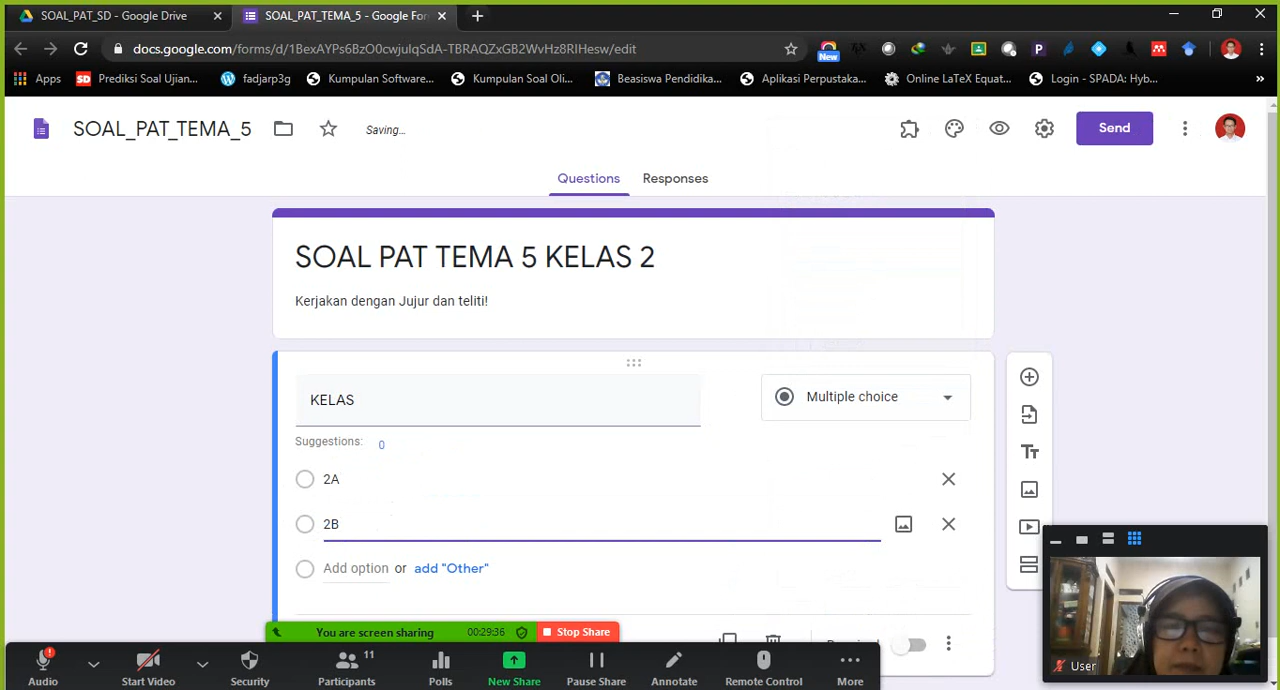 SOAL_PAT_SD - Google Drive
SOAL_PAT_TEMA_5 - Google For
docs.google.com/forms/d/1BexAYPs6BzO0cwjuIqSdA-TBRAQZxGB2WvHz8RIHesw/edit
New
Apps
Prediksi Soal Ujian...
fadjarp3g
Kumpulan Software...
Kumpulan Soal Oli...
Beasiswa Pendidika...
Aplikasi Perpustaka...
Online LaTeX Equat...
Login - SPADA: Hyb...
»
SOAL_PAT_TEMA_5
Saving...
Send
Questions
Responses
SOAL PAT TEMA 5 KELAS 2
Kerjakan dengan Jujur dan teliti!
KELAS
Multiple choice
Suggestions: 0
2A
2B
Add option or add "Other"
You are screen sharing
00:29:36
Stop Share
Audio
Start Video
Security
Participants
11
Polls
New Share
Pause Share
Annotate
Remote Control
More
User